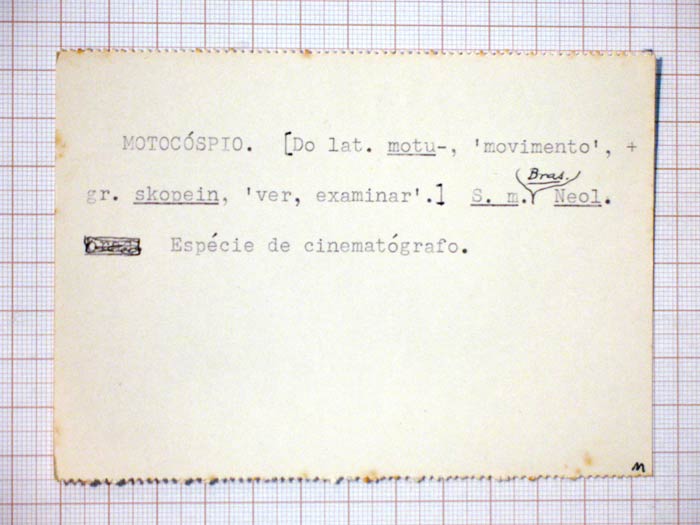 MOTOCÓSPIO. [Do lat. motu-, 'movimento', +
Bras.
gr. skopein, 'ver, examinar'.] S. m. Neol.
Espécie de cinematógrafo.
M